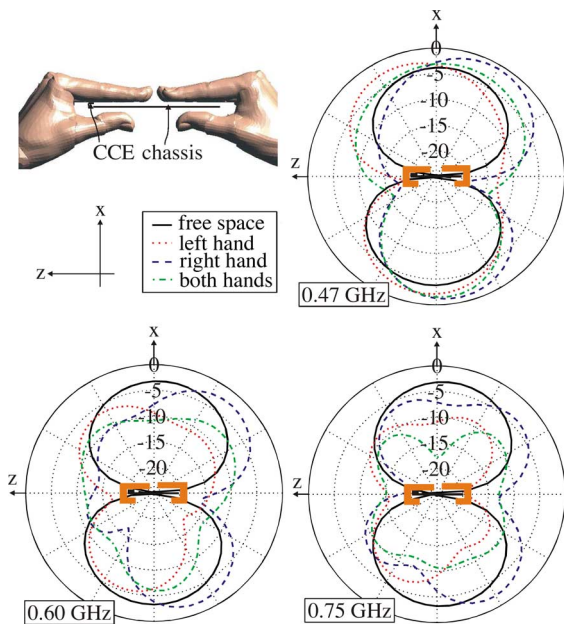 CCE chassis
x
z
free space
left hand
right hand
both hands
x
0
-5
-10
-15
-20
z
0.47 GHz
x
0
-5
-10
-15
-20
z
0.60 GHz
x
0
-5
-10
-15
-20
z
0.75 GHz